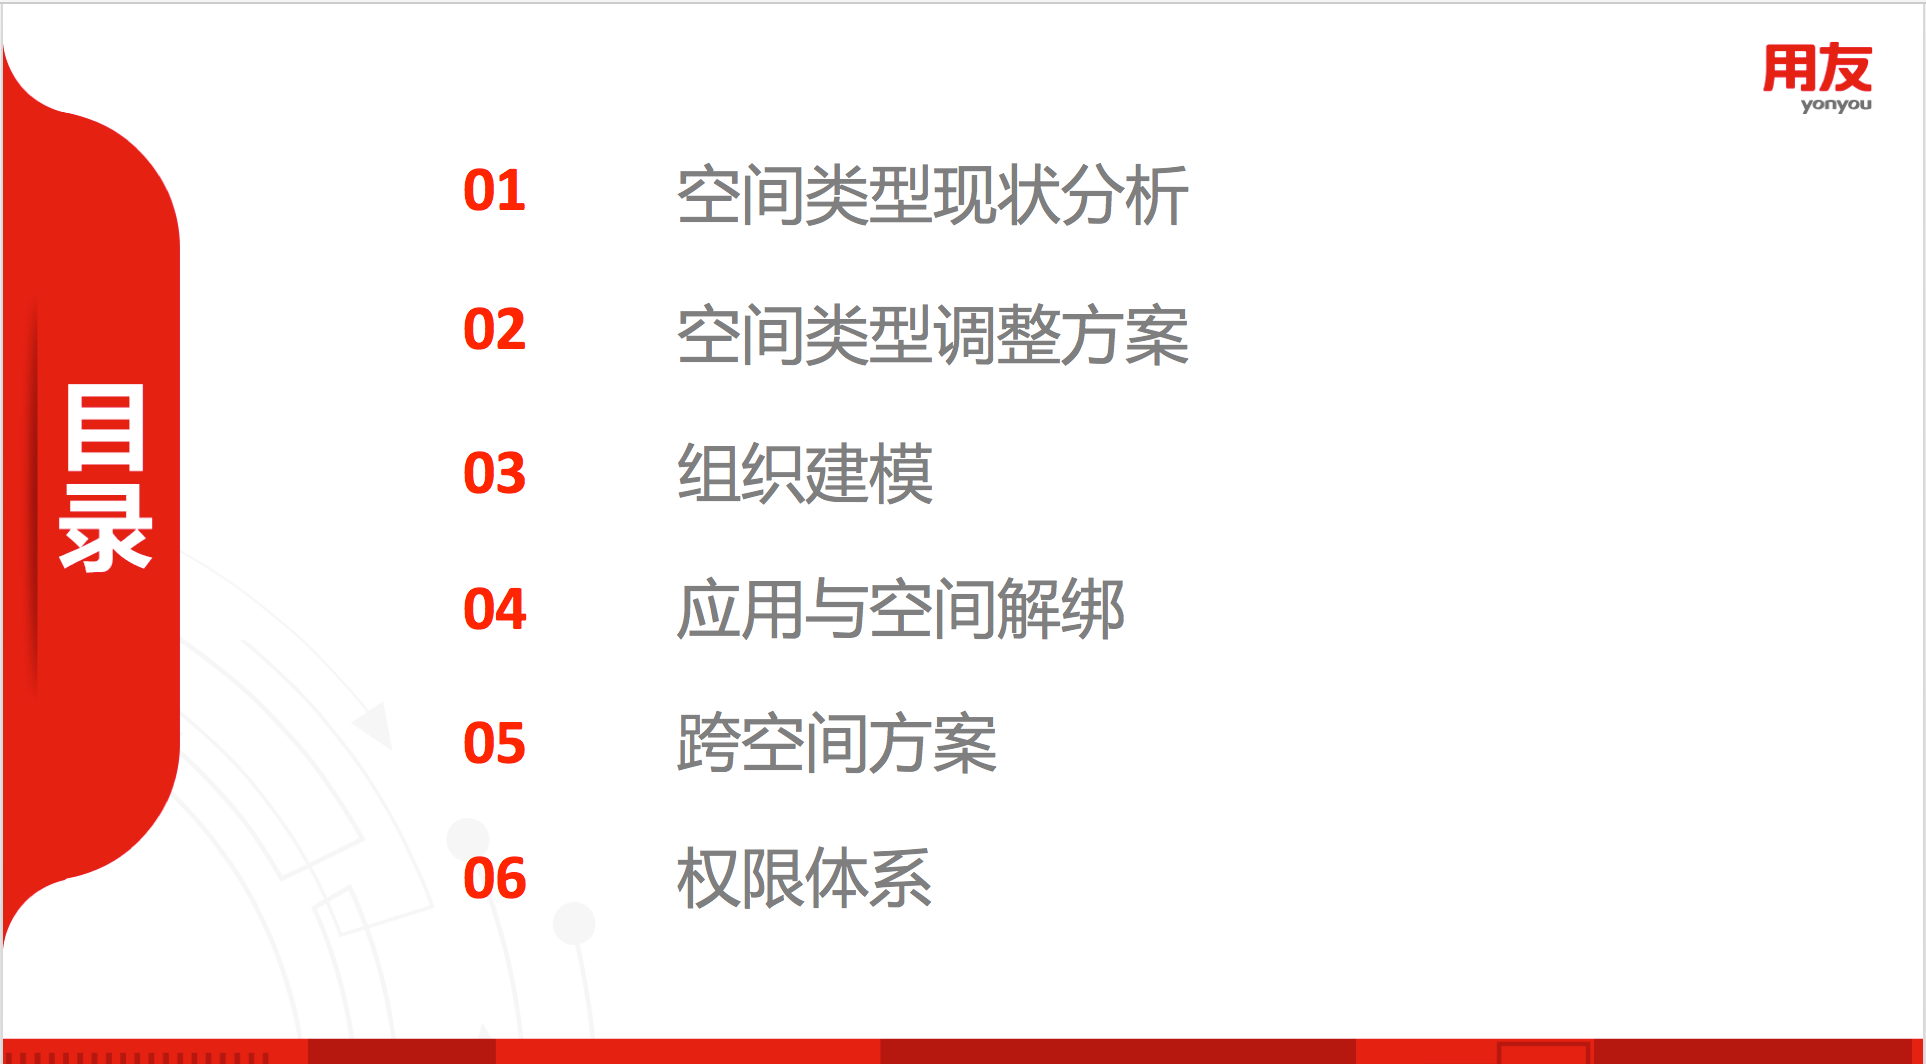 用友
yonyou
目录
01 空间类型现状分析
02 空间类型调整方案
03 组织建模
04 应用与空间解绑
05 跨空间方案
06 权限体系